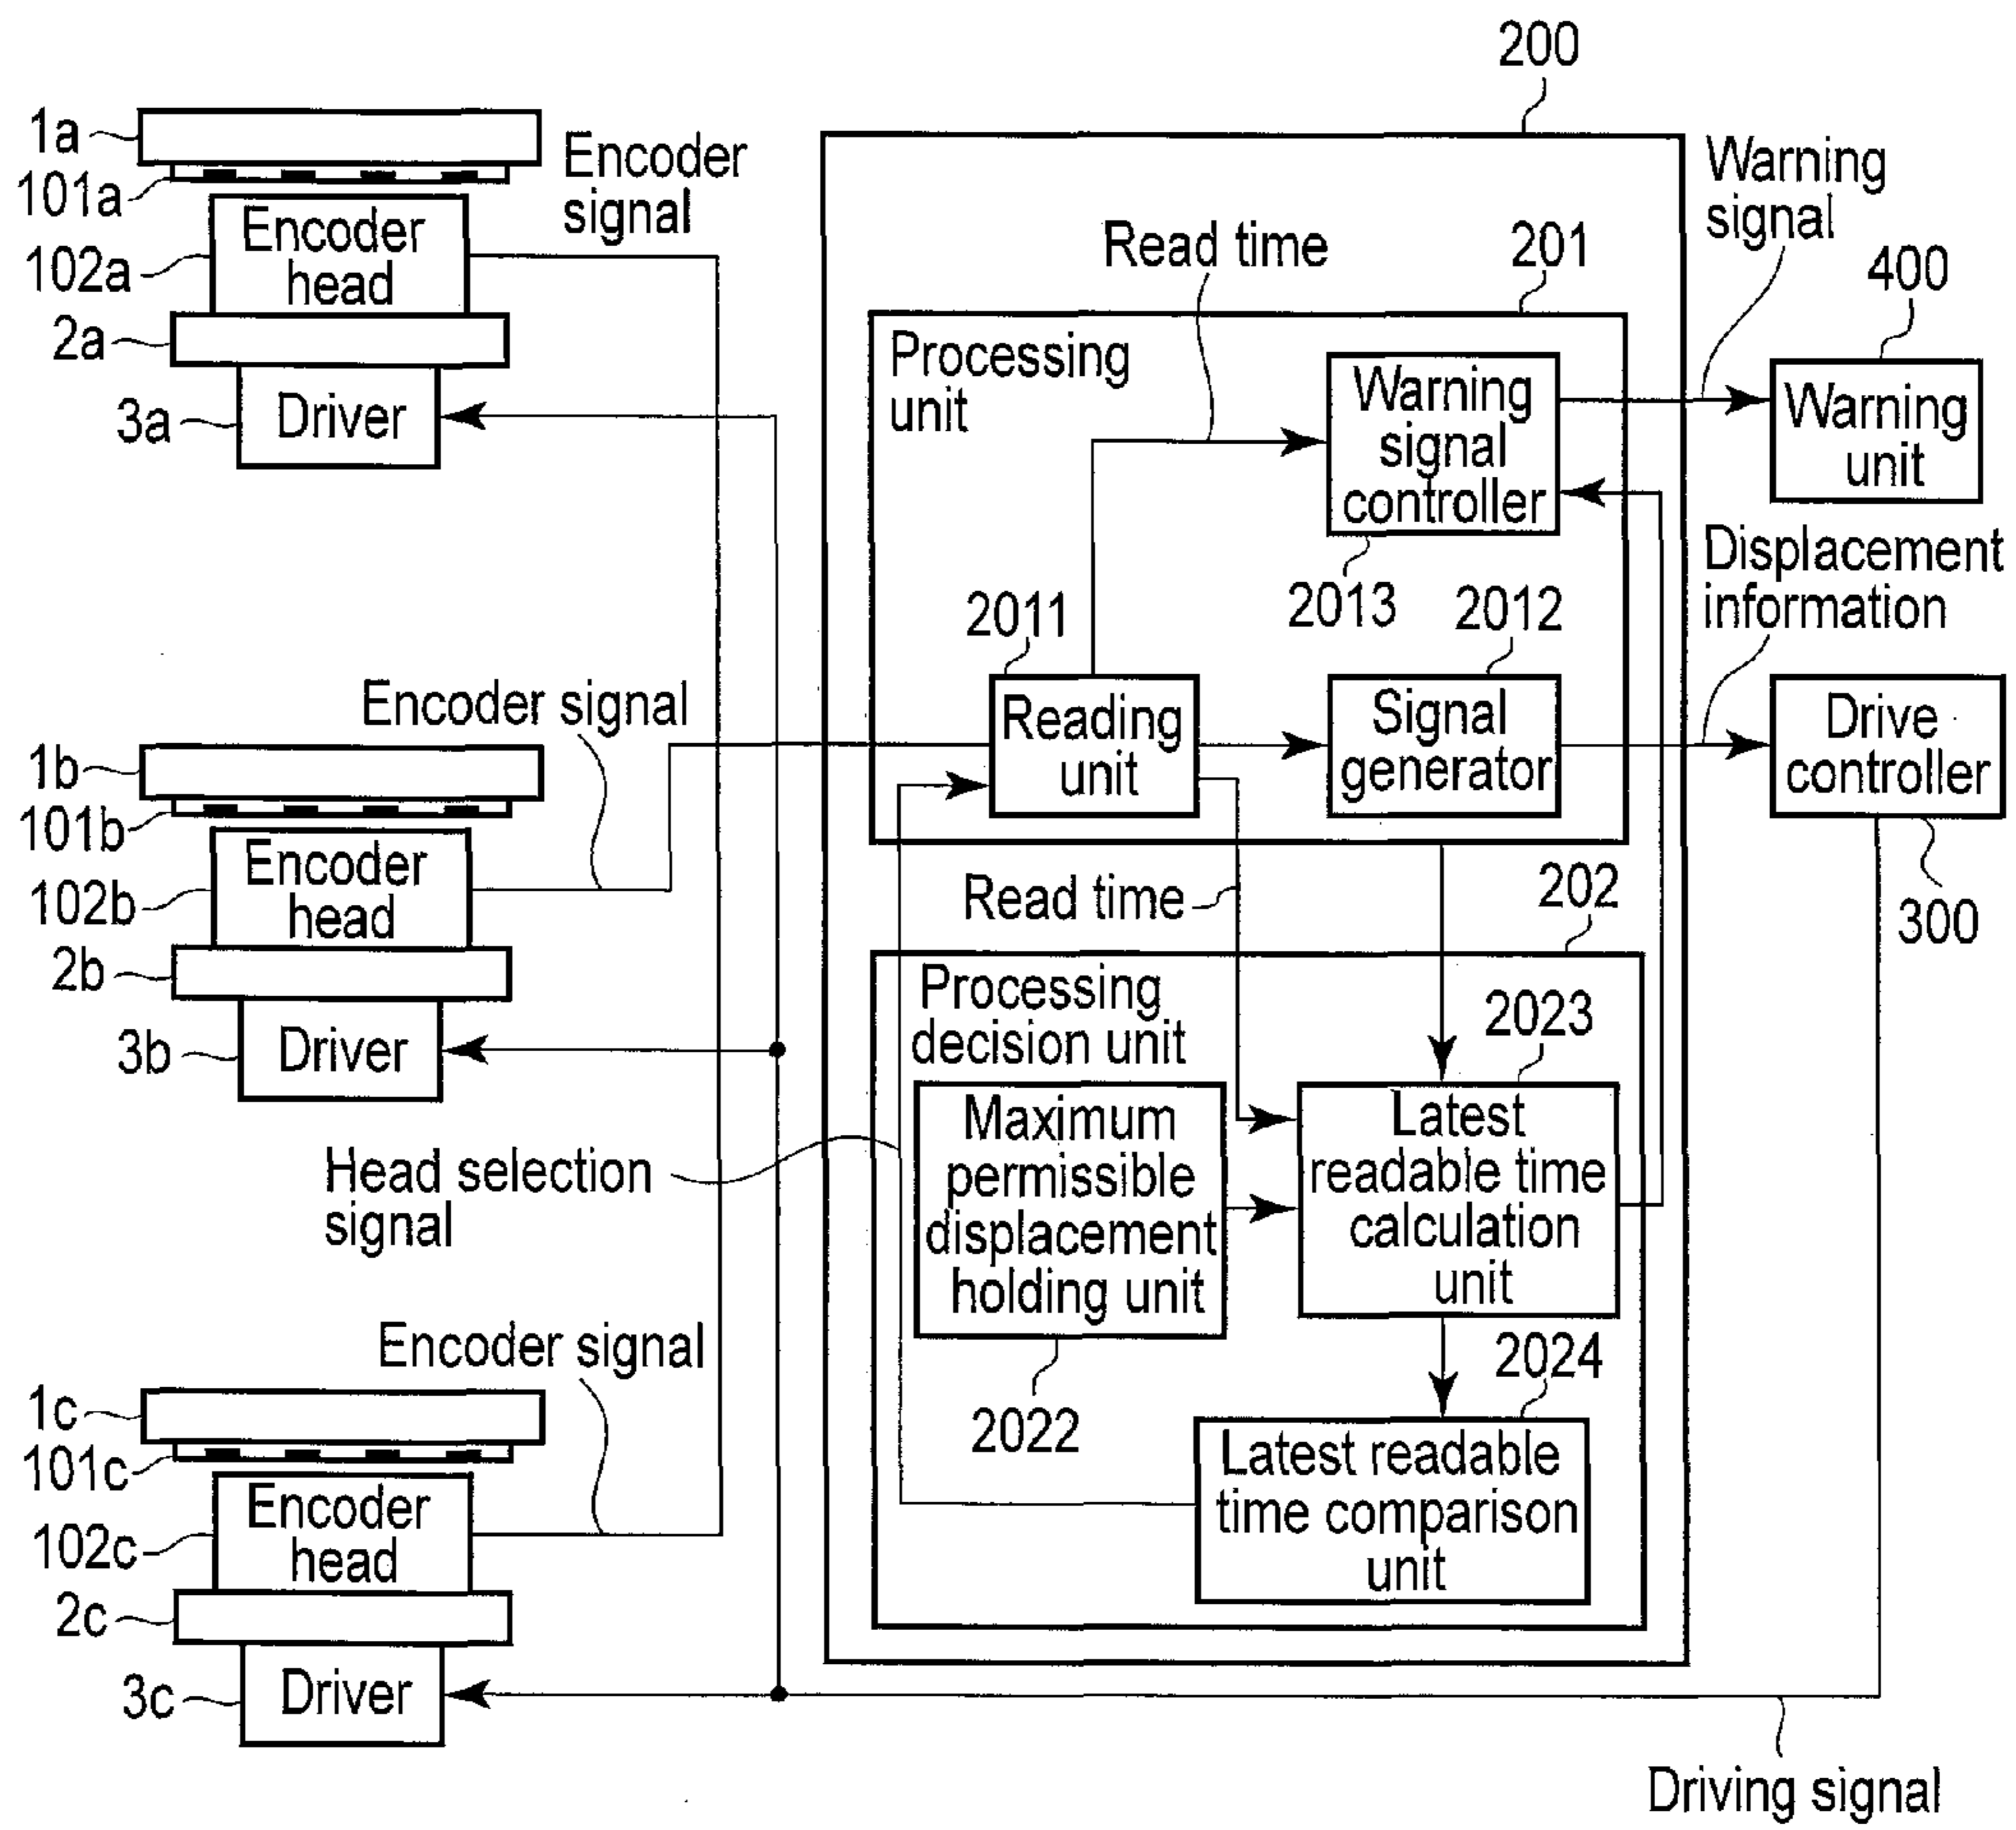 200
1a
101a
Encoder
head
102a
2a
3a
Driver
Encoder
signal
Warning
signal
Read time
201
400
Processing
unit
Warning
signal
controller
Warning
unit
2013
2012
Displacement
information
2011
Reading
unit
Signal
generator
Drive
controller
300
Encoder signal
1b
101b
Encoder
head
102b
2b
3b
Driver
Read time
202
Processing
decision unit
2023
Maximum
permissible
displacement
holding unit
Latest
readable time
calculation
unit
Head selection
signal
2022
2024
Latest readable
time comparison
unit
Encoder signal
1c
101c
Encoder
head
102c
2c
3c
Driver
Driving signal